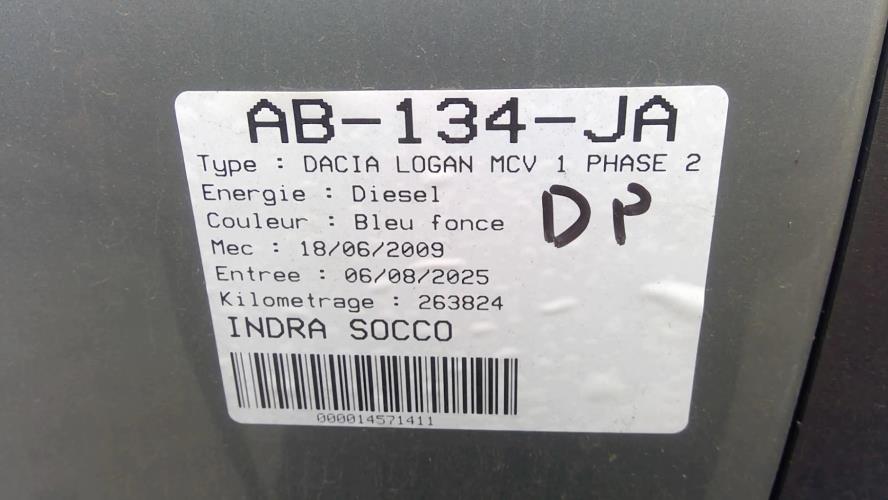 AB-134-JA
Type : DACIA LOGAN MCV 1 PHASE 2
Energie : Diesel
Couleur : Bleu fonce
DP
Mec : 18/06/2009
Entree : 06/08/2025
Kilometrage : 263824
INDRA SOCCO
000014571411